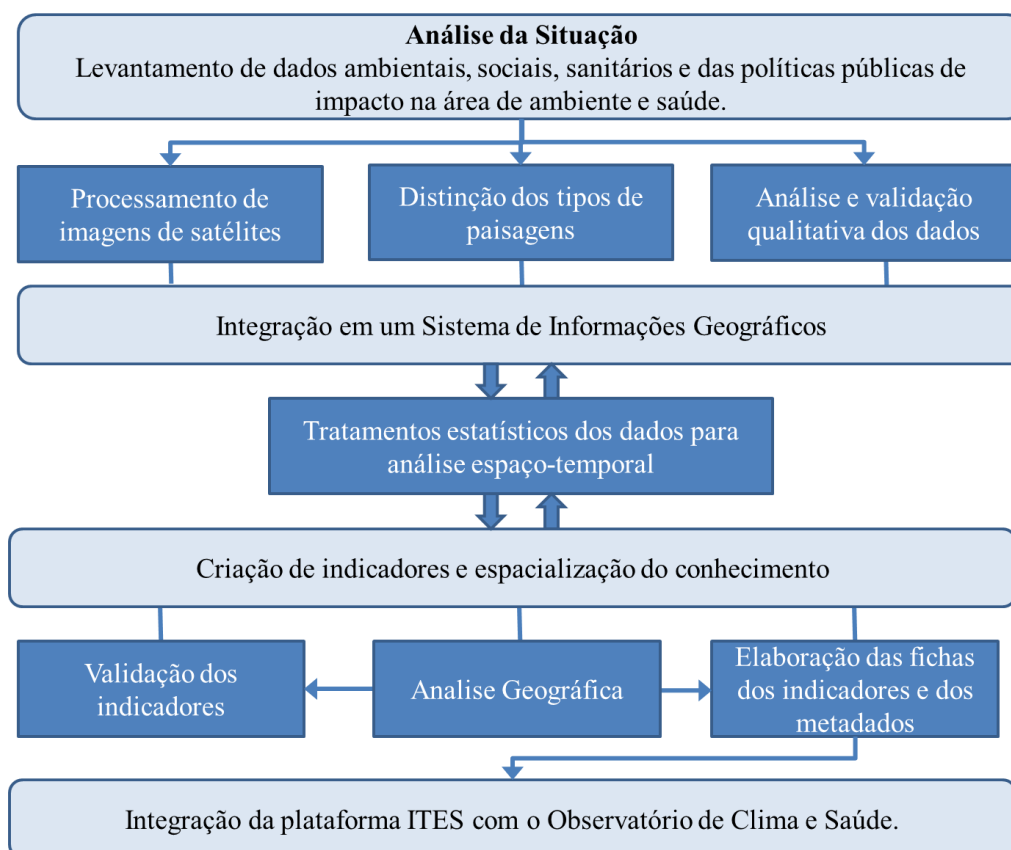 Análise da Situação
Levantamento de dados ambientais, sociais, sanitários e das políticas públicas de
impacto na área de ambiente e saúde.
Processamento de
imagens de satélites
Distinção dos tipos de
paisagens
Análise e validação
qualitativa dos dados
Integração em um Sistema de Informações Geográficos
Tratamentos estatísticos dos dados para
análise espaço-temporal
Criação de indicadores e espacialização do conhecimento
Validação dos
indicadores
Analise Geográfica
Elaboração das fichas
dos indicadores e dos
metadados
Integração da plataforma ITES com o Observatório de Clima e Saúde.